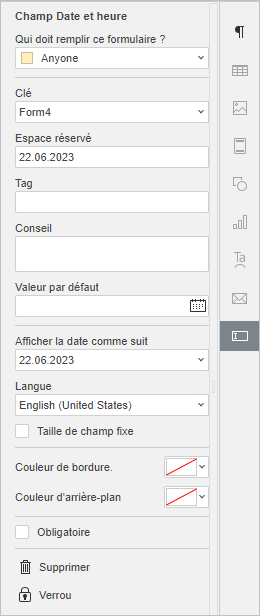 Champ Date et heure
Qui doit remplir ce formulaire ?
Anyone
Clé
Form4
Espace réservé
22.06.2023
Tag
Conseil
Valeur par défaut
Afficher la date comme suit
22.06.2023
Langue
English (United States)
Taille de champ fixe
Couleur de bordure.
Couleur d'arrière-plan
Obligatoire
Supprimer
Verrou
Ta